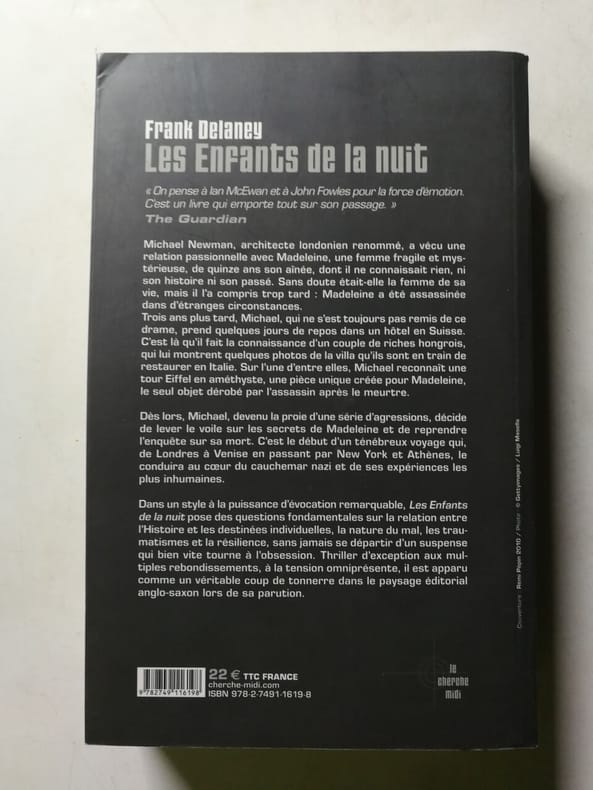 Frank Delaney
Les Enfants de la nuit
« On pense à Ian McEwan et à John Fowles pour la force d'émotion.
C'est un livre qui emporte tout sur son passage. »
The Guardian
Michael Newman, architecte londonien renommé, a vécu une
relation passionnelle avec Madeleine, une femme fragile et mys-
térieuse, de quinze ans son aînée, dont il ne connaissait rien, ni
son histoire ni son passé. Sans doute était-elle la femme de sa
vie, mais il l'a compris trop tard : Madeleine a été assassinée
dans d'étranges circonstances.
Trois ans plus tard, Michael, qui ne s'est toujours pas remis de ce
drame, prend quelques jours de repos dans un hôtel en Suisse.
C'est là qu'il fait la connaissance d'un couple de riches hongrois,
qui lui montrent quelques photos de la villa qu'ils sont en train de
restaurer en Italie. Sur l'une d'entre elles, Michael reconnaît une
tour Eiffel en améthyste, une pièce unique créée pour Madeleine,
le seul objet dérobé par l'assassin après le meurtre.
Dès lors, Michael, devenu la proie d'une série d'agressions, décide
de lever le voile sur les secrets de Madeleine et de reprendre
l'enquête sur sa mort. C'est le début d'un ténébreux voyage qui,
de Londres à Venise en passant par New York et Athènes, le
conduira au cœur du cauchemar nazi et de ses expériences les
plus inhumaines.
Dans un style à la puissance d'évocation remarquable, Les Enfants
de la nuit pose des questions fondamentales sur la relation entre
l'Histoire et les destinées individuelles, la nature du mal, les trau-
matismes et la résilience, sans jamais se départir d'un suspense
qui bien vite tourne à l'obsession. Thriller d'exception aux mul-
tiples rebondissements, à la tension omniprésente, il est apparu
comme un véritable coup de tonnerre dans le paysage éditorial
anglo-saxon lors de sa parution.
Couverture : Rémi Pépin 2010 / Photo : © Gettyimages / Luigi Masella
22 € TTC FRANCE
cherche-midi.com
ISBN 978-2-7491-1619-8
9 782749 116198
le
cherche
midi